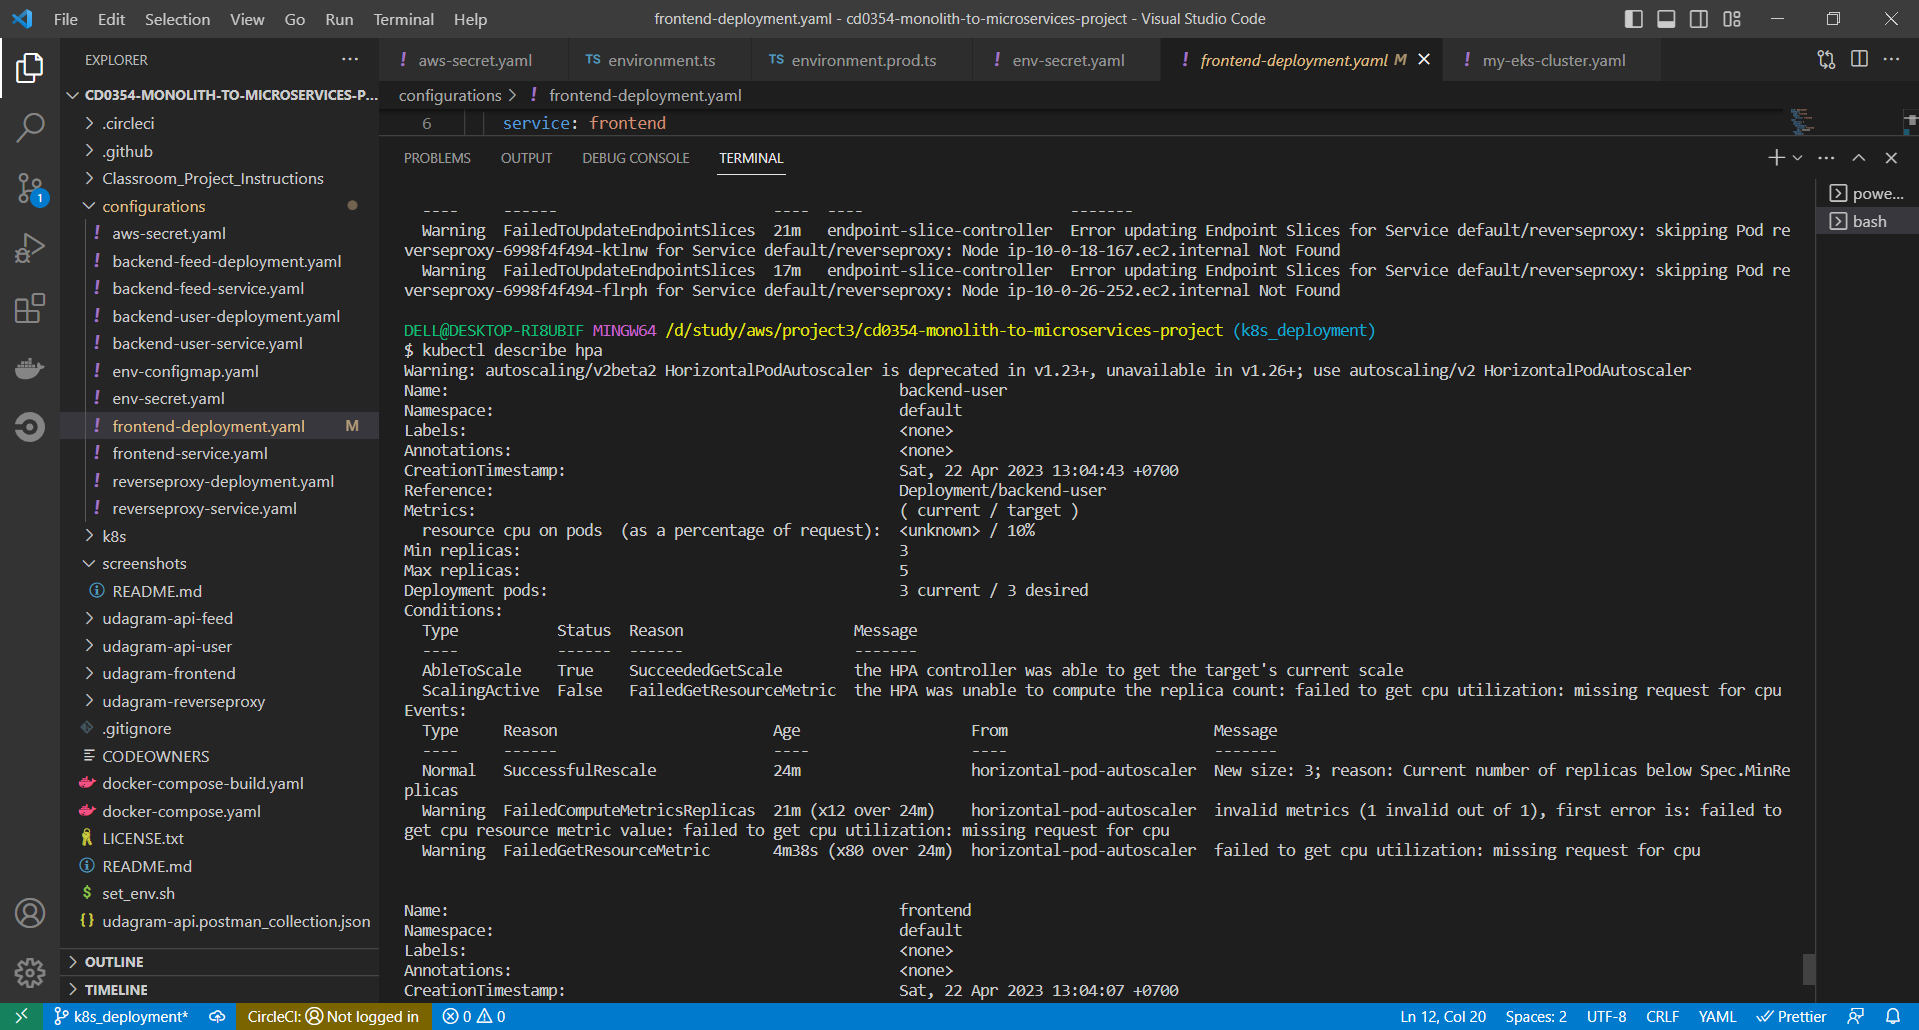 File Edit Selection View Go Run Terminal Help
frontend-deployment.yaml - cd0354-monolith-to-microservices-project - Visual Studio Code
EXPLORER
CD0354-MONOLITH-TO-MICROSERVICES-P...
.circleci
.github
Classroom_Project_Instructions
configurations
! aws-secret.yaml
! backend-feed-deployment.yaml
! backend-feed-service.yaml
! backend-user-deployment.yaml
! backend-user-service.yaml
! env-configmap.yaml
! env-secret.yaml
! frontend-deployment.yaml M
! frontend-service.yaml
! reverseproxy-deployment.yaml
! reverseproxy-service.yaml
k8s
screenshots
README.md
udagram-api-feed
udagram-api-user
udagram-frontend
udagram-reverseproxy
.gitignore
CODEOWNERS
docker-compose-build.yaml
docker-compose.yaml
LICENSE.txt
README.md
$ set_env.sh
{} udagram-api.postman_collection.json
OUTLINE
TIMELINE
1
! aws-secret.yaml TS environment.ts TS environment.prod.ts ! env-secret.yaml ! frontend-deployment.yaml M ! my-eks-cluster.yaml
configurations > ! frontend-deployment.yaml
6 service: frontend
PROBLEMS OUTPUT DEBUG CONSOLE TERMINAL
powe...
bash
---- ------ ---- ---- -------
Warning FailedToUpdateEndpointSlices 21m endpoint-slice-controller Error updating Endpoint Slices for Service default/reverseproxy: skipping Pod re
verseproxy-6998f4f494-ktlnw for Service default/reverseproxy: Node ip-10-0-18-167.ec2.internal Not Found
Warning FailedToUpdateEndpointSlices 17m endpoint-slice-controller Error updating Endpoint Slices for Service default/reverseproxy: skipping Pod re
verseproxy-6998f4f494-flrph for Service default/reverseproxy: Node ip-10-0-26-252.ec2.internal Not Found
DELL@DESKTOP-RI8UBIF MINGW64 /d/study/aws/project3/cd0354-monolith-to-microservices-project (k8s_deployment)
$ kubectl describe hpa
Warning: autoscaling/v2beta2 HorizontalPodAutoscaler is deprecated in v1.23+, unavailable in v1.26+; use autoscaling/v2 HorizontalPodAutoscaler
Name: backend-user
Namespace: default
Labels: <none>
Annotations: <none>
CreationTimestamp: Sat, 22 Apr 2023 13:04:43 +0700
Reference: Deployment/backend-user
Metrics: ( current / target )
resource cpu on pods (as a percentage of request): <unknown> / 10%
Min replicas: 3
Max replicas: 5
Deployment pods: 3 current / 3 desired
Conditions:
Type Status Reason Message
---- ------ ------ -------
AbleToScale True SucceededGetScale the HPA controller was able to get the target's current scale
ScalingActive False FailedGetResourceMetric the HPA was unable to compute the replica count: failed to get cpu utilization: missing request for cpu
Events:
Type Reason Age From Message
---- ------ ---- ---- -------
Normal SuccessfulRescale 24m horizontal-pod-autoscaler New size: 3; reason: Current number of replicas below Spec.MinRe
plicas
Warning FailedComputeMetricsReplicas 21m (x12 over 24m) horizontal-pod-autoscaler invalid metrics (1 invalid out of 1), first error is: failed to
get cpu resource metric value: failed to get cpu utilization: missing request for cpu
Warning FailedGetResourceMetric 4m38s (x80 over 24m) horizontal-pod-autoscaler failed to get cpu utilization: missing request for cpu
Name: frontend
Namespace: default
Labels: <none>
Annotations: <none>
CreationTimestamp: Sat, 22 Apr 2023 13:04:07 +0700
k8s_deployment* CircleCI: Not logged in 0 0 Ln 12, Col 20 Spaces: 2 UTF-8 CRLF YAML Prettier